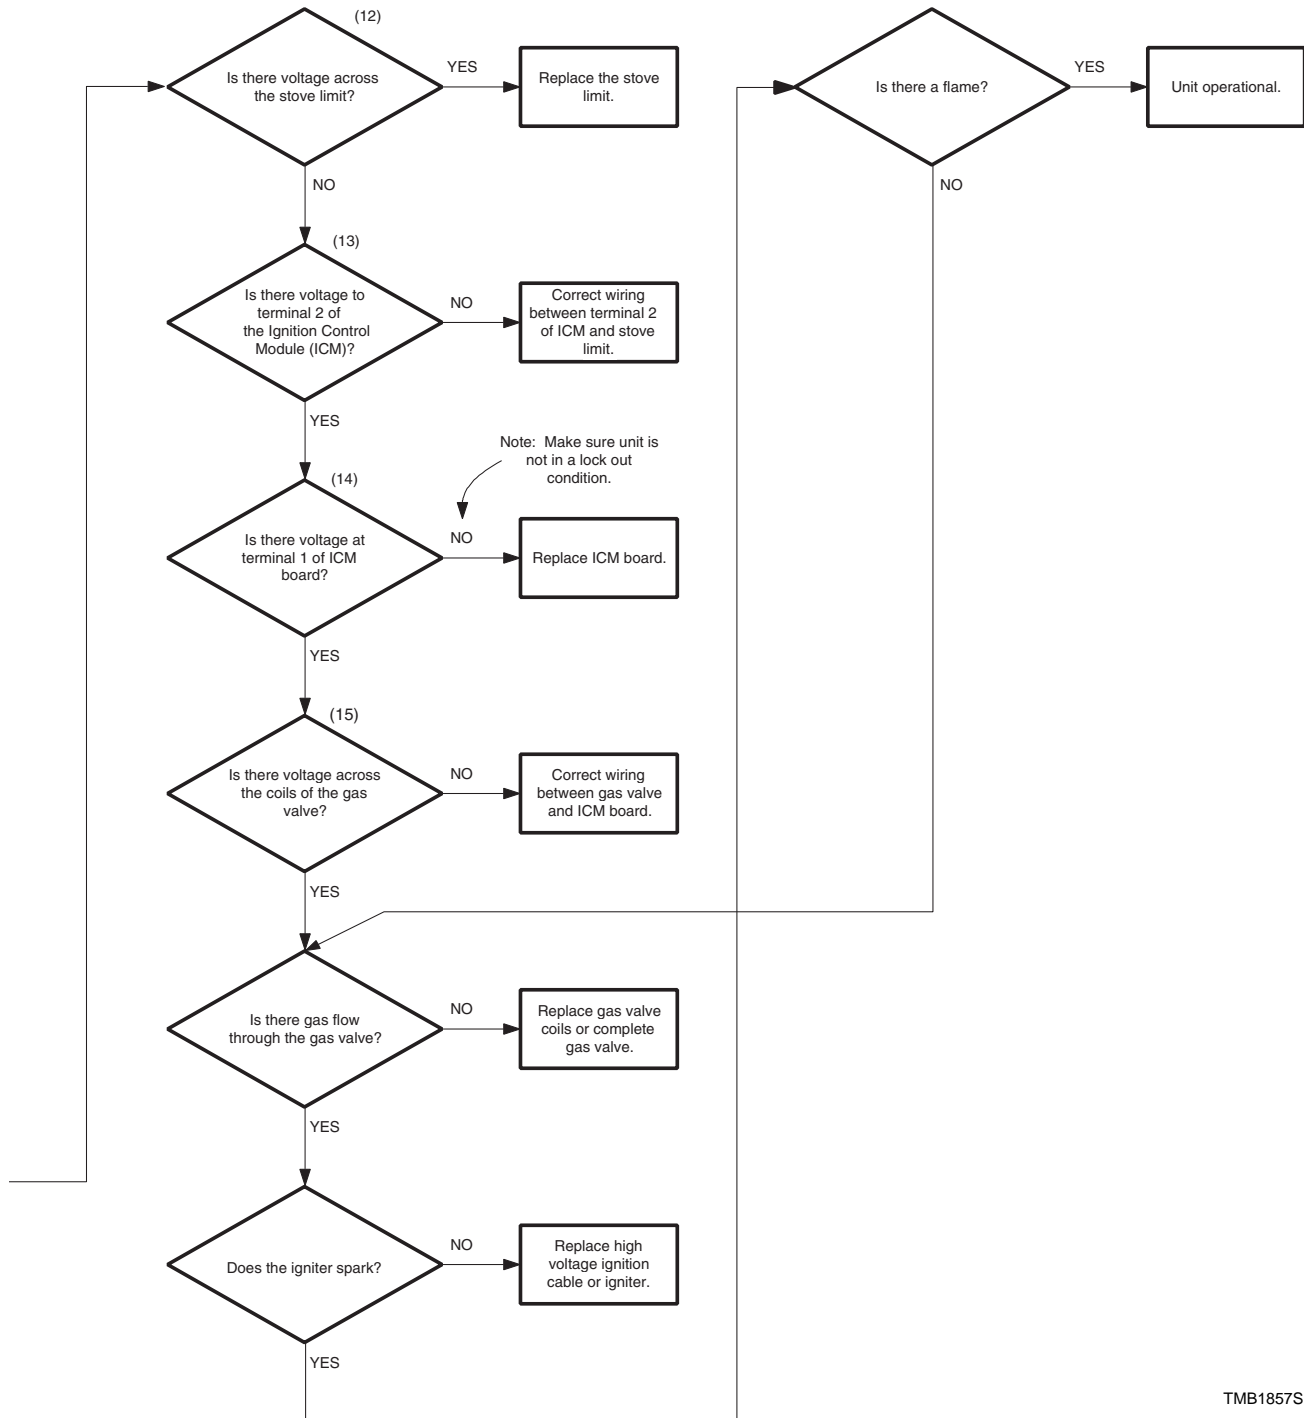 (12)
Is there voltage across
the stove limit?
YES
Replace the stove
limit.
NO
(13)
Is there voltage to
terminal 2 of
the Ignition Control
Module (ICM)?
NO
Correct wiring
between terminal 2
of ICM and stove
limit.
YES
Note: Make sure unit is
not in a lock out
condition.
(14)
Is there voltage at
terminal 1 of ICM
board?
NO
Replace ICM board.
YES
(15)
Is there voltage across
the coils of the gas
valve?
NO
Correct wiring
between gas valve
and ICM board.
YES
Is there gas flow
through the gas valve?
NO
Replace gas valve
coils or complete
gas valve.
YES
Does the igniter spark?
NO
Replace high
voltage ignition
cable or igniter.
YES
Is there a flame?
YES
Unit operational.
NO
TMB1857S